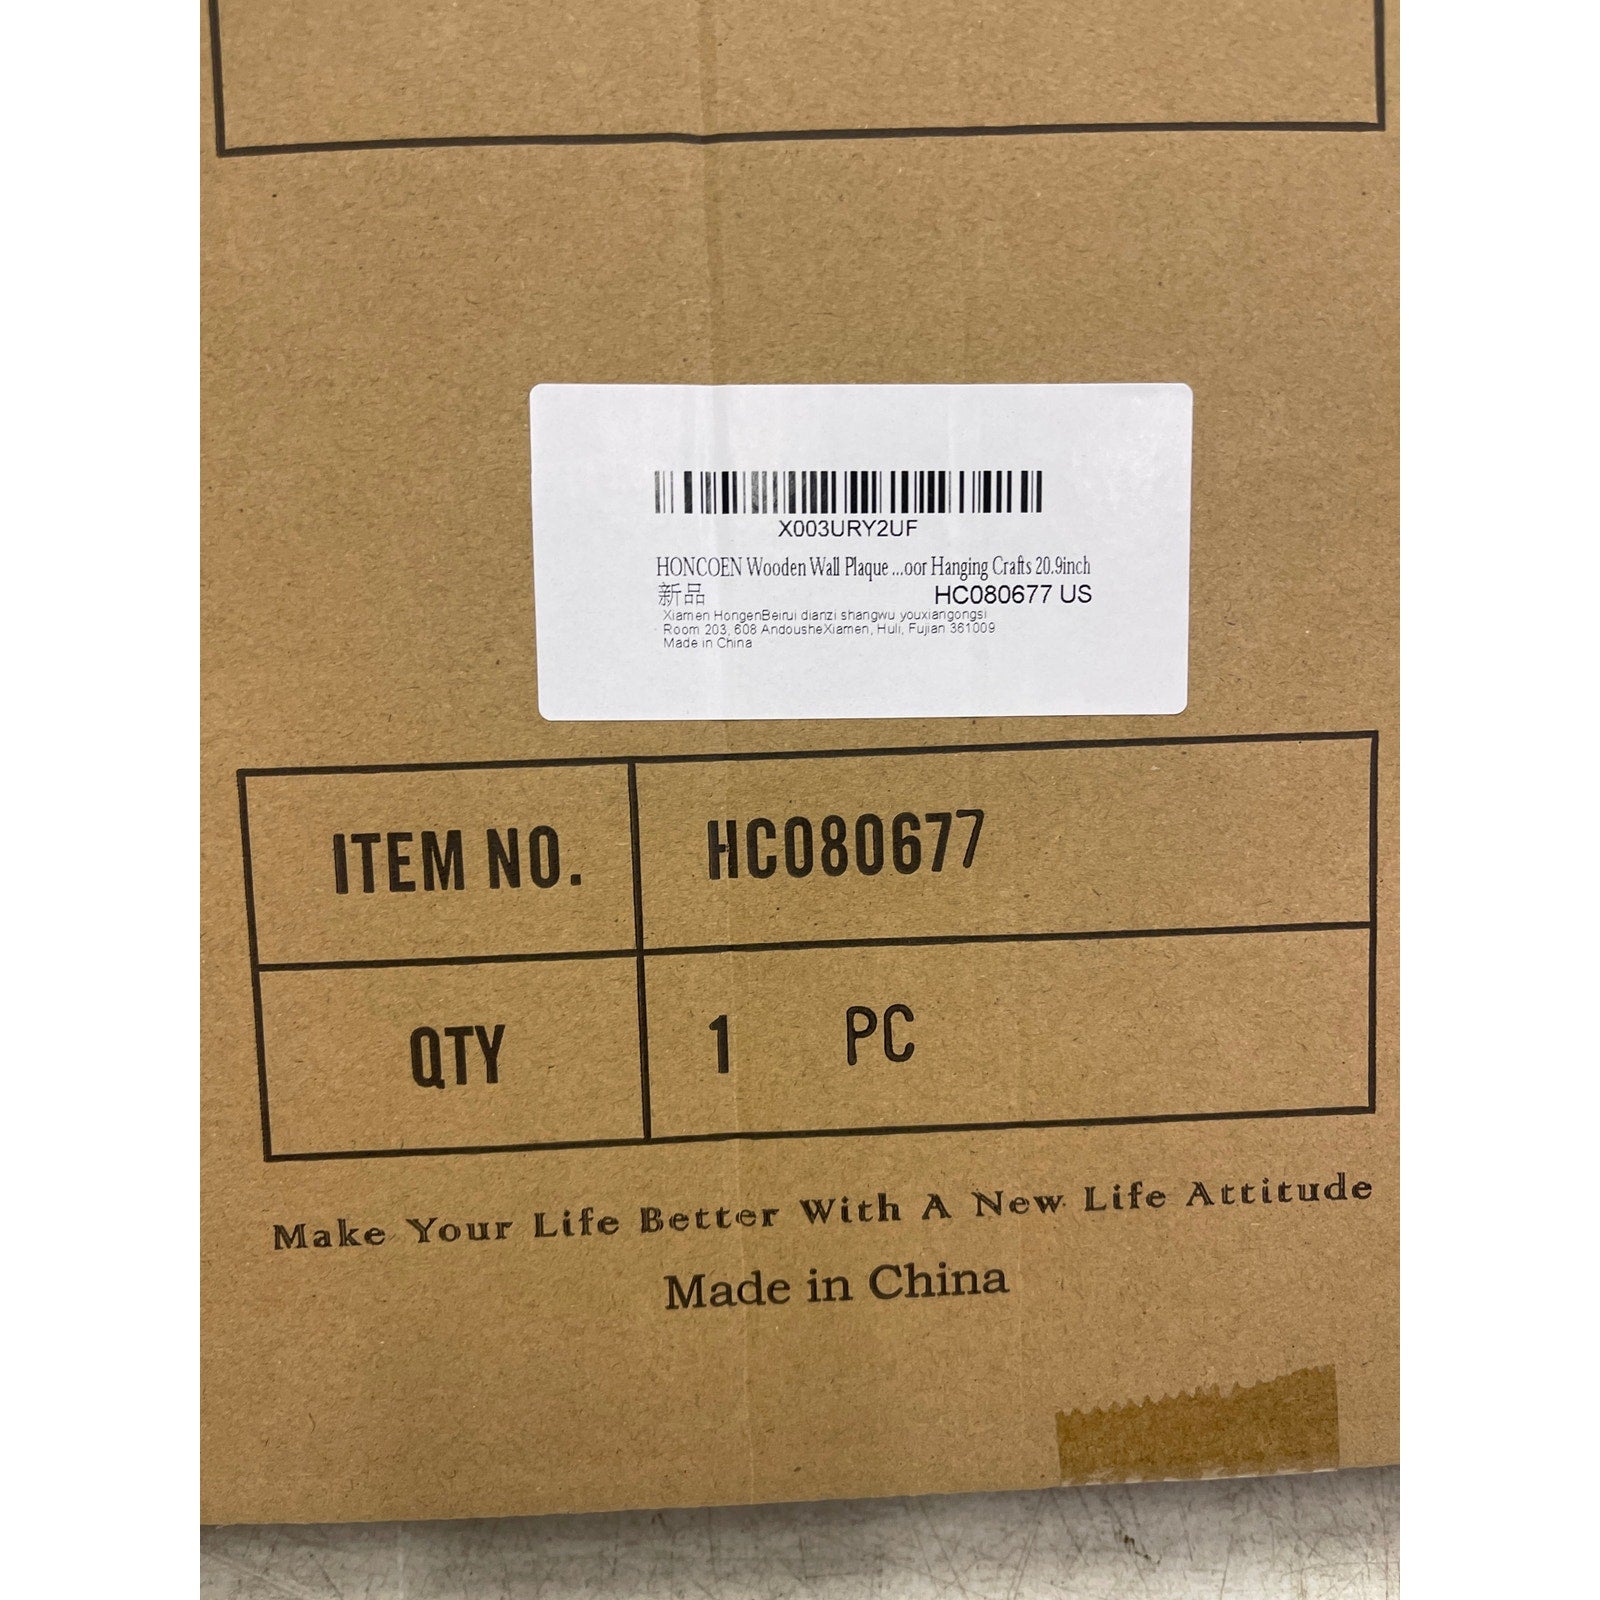 X003URY2UF
HONCOEN Wooden Wall Plaque ...oor Hanging Crafts 20.9inch
新品 HC080677 US
Xiamen HongenBeirui dianzi shangwu youxiangongsi
Room 203, 608 AndousheXiamen, Huli, Fujian 361009
Made in China
ITEM NO. HC080677
QTY 1 PC
Make Your Life Better With A New Life Attitude
Made in China